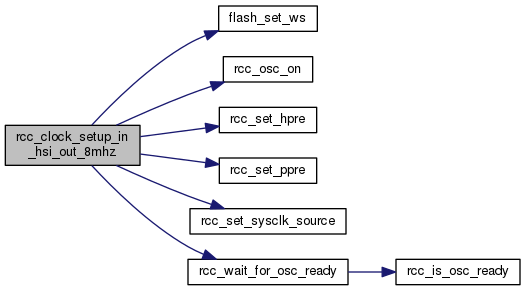 flash_set_ws
rcc_osc_on
rcc_set_hpre
rcc_clock_setup_in
_hsi_out_8mhz
rcc_set_ppre
rcc_set_sysclk_source
rcc_wait_for_osc_ready
rcc_is_osc_ready